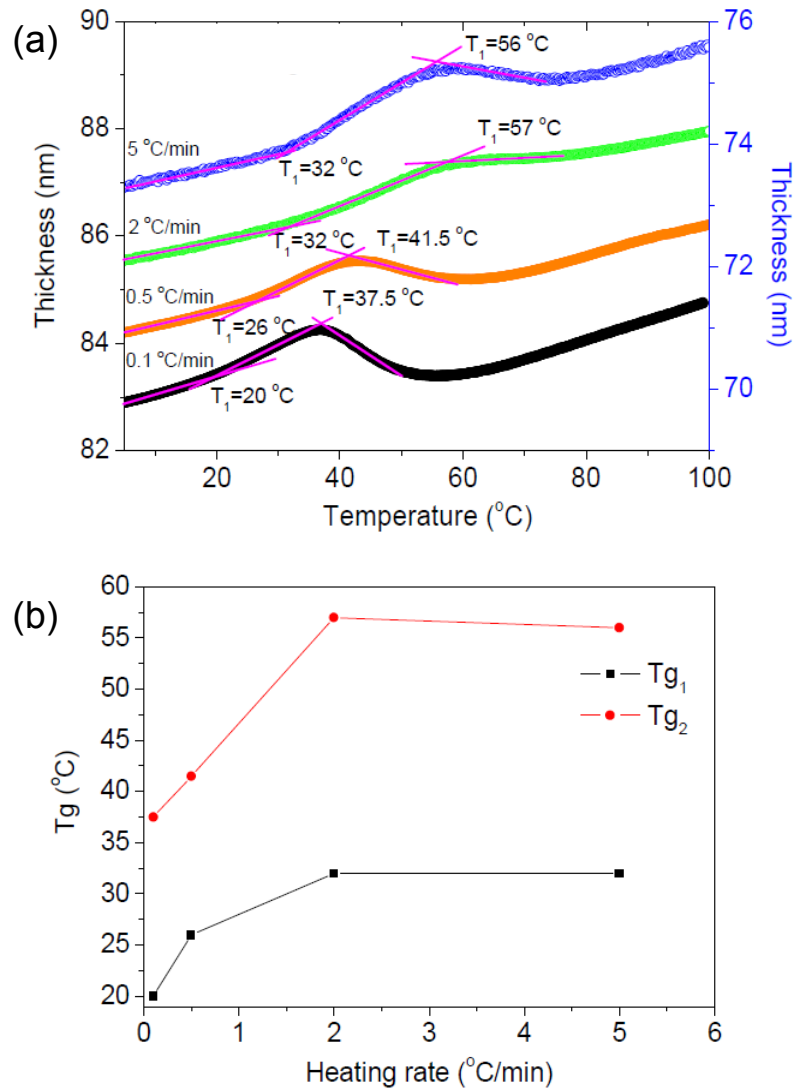 (a)
90
88
86
84
82
Thickness (nm)
76
74
72
70
Thickness (nm)
T1=56 °C
5 °C/min
T1=32 °C
T1=57 °C
2 °C/min
T1=32 °C
T1=41.5 °C
0.5 °C/min
T1=26 °C
T1=37.5 °C
0.1 °C/min
T1=20 °C
20 40 60 80 100
Temperature (°C)
(b)
60
55
50
45
40
35
30
25
20
Tg (°C)
Tg1
Tg2
0 1 2 3 4 5 6
Heating rate (°C/min)